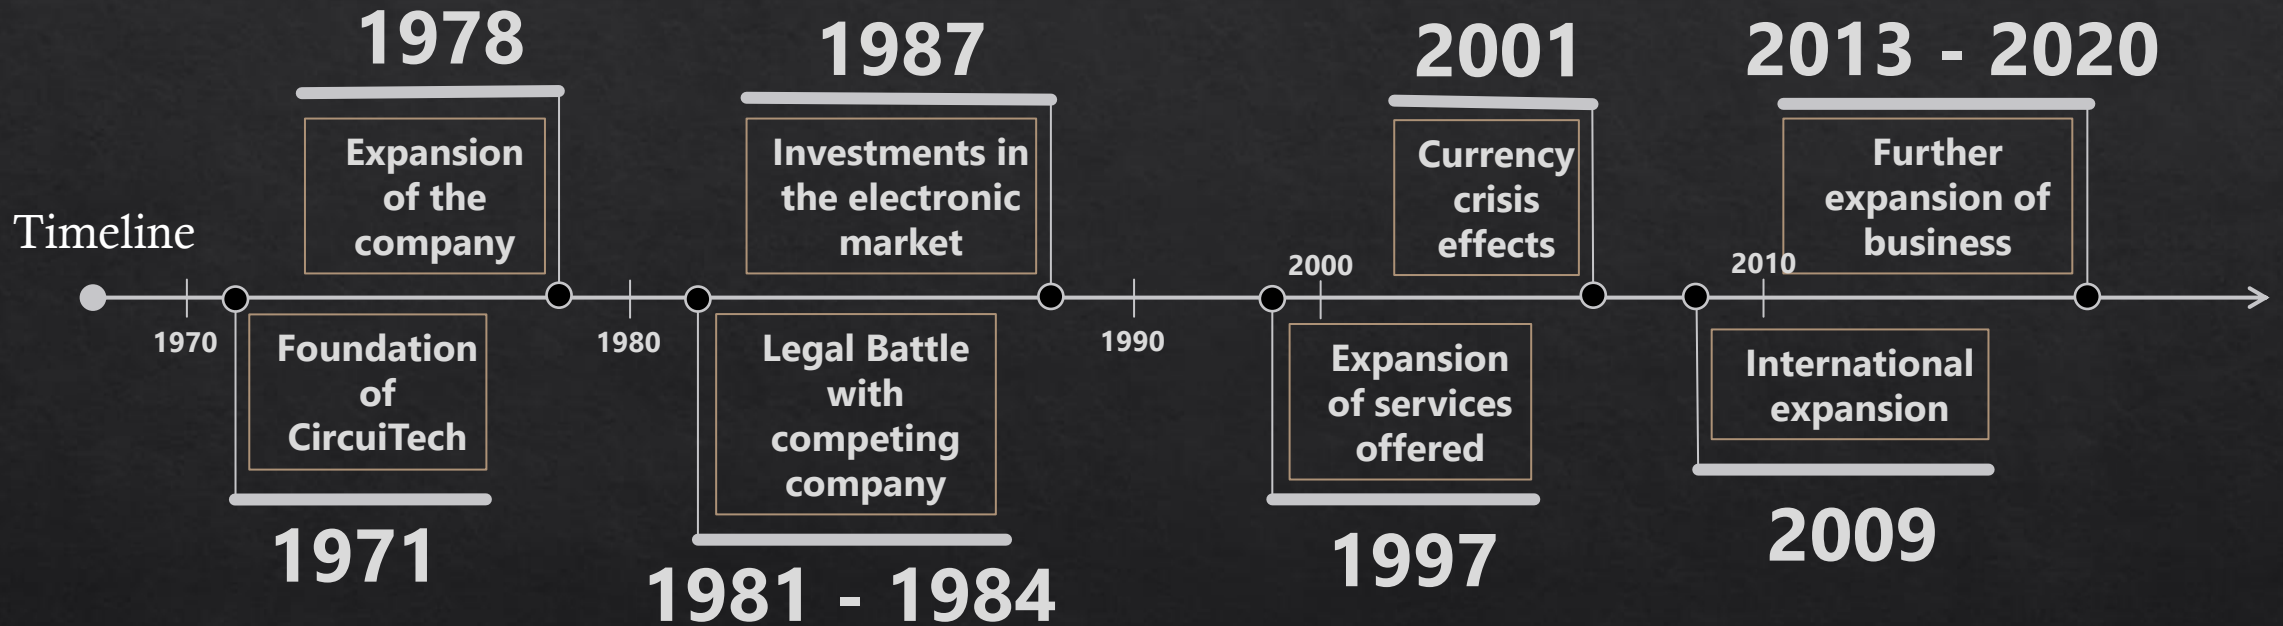 Timeline
1978
Expansion
of the
company
1987
Investments in
the electronic
market
2001
Currency
crisis
effects
2013 - 2020
Further
expansion of
business
1970
1980
1990
2000
2010
Foundation
of
CircuiTech
1971
Legal Battle
with
competing
company
1981 - 1984
Expansion
of services
offered
1997
International
expansion
2009